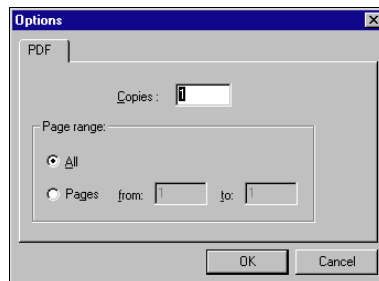 Options
PDF
Copies : 1
Page range:
All
Pages from: 1 to: 1
OK Cancel